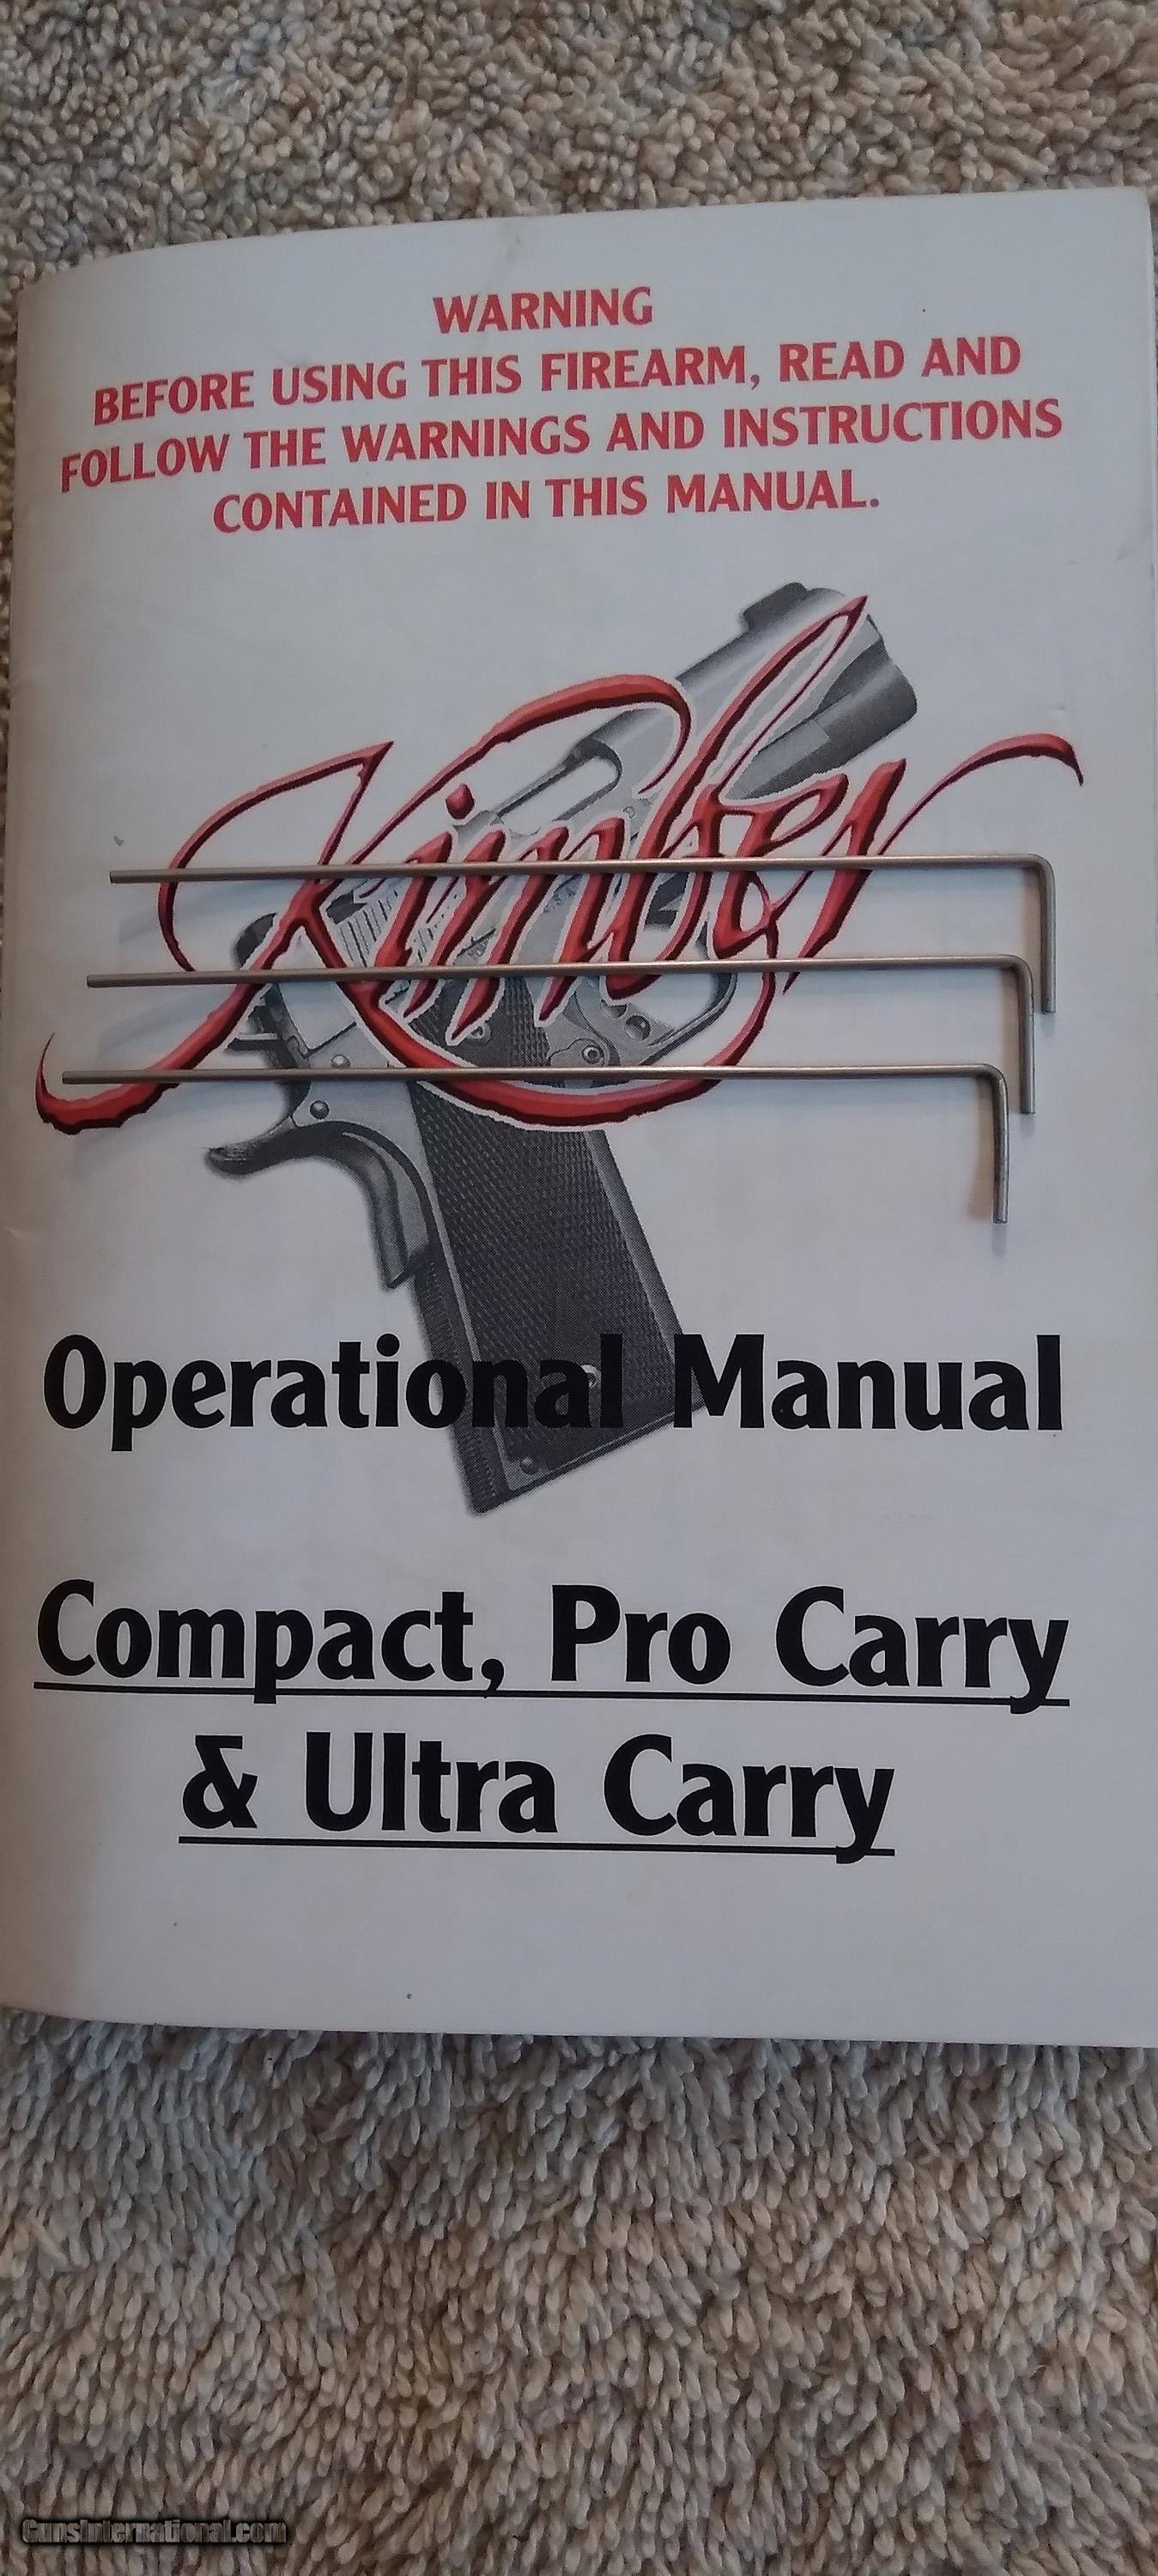 WARNING
BEFORE USING THIS FIREARM, READ AND
FOLLOW THE WARNINGS AND INSTRUCTIONS
CONTAINED IN THIS MANUAL.
Kimber
Operational Manual
Compact, Pro Carry
& Ultra Carry
GunsInternational.com